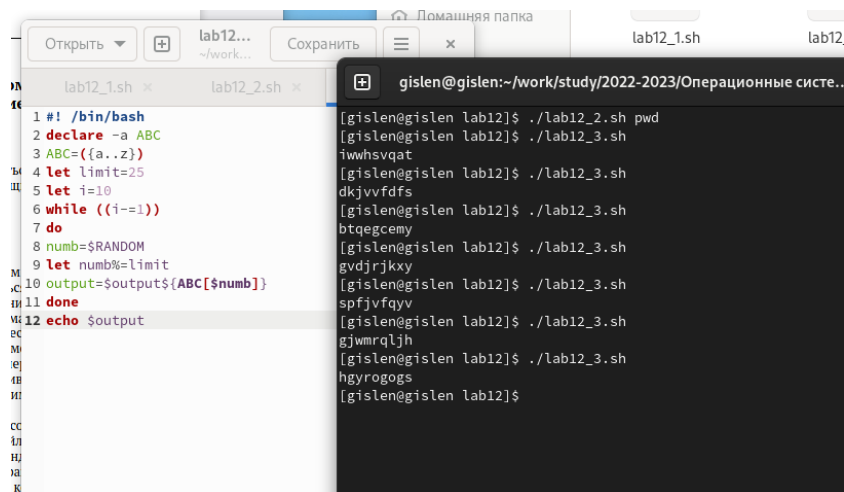 Домашняя папка
lab12_1.sh
Открыть
lab12...
~/work...
Сохранить
lab12_1.sh
lab12_2.sh
1 #! /bin/bash
2 declare -a ABC
3 ABC=({a..z})
4 let limit=25
5 let i=10
6 while ((i-=1))
7 do
8 numb=$RANDOM
9 let numb%=limit
10 output=$output${ABC[$numb]}
11 done
12 echo $output
gislen@gislen:~/work/study/2022-2023/Операционные систе...
[gislen@gislen lab12]$ ./lab12_2.sh pwd
[gislen@gislen lab12]$ ./lab12_3.sh
iwwhsvqat
[gislen@gislen lab12]$ ./lab12_3.sh
dkjvvfdfs
[gislen@gislen lab12]$ ./lab12_3.sh
btqegcemy
[gislen@gislen lab12]$ ./lab12_3.sh
gvdjrjkxy
[gislen@gislen lab12]$ ./lab12_3.sh
spfjvfqyv
[gislen@gislen lab12]$ ./lab12_3.sh
gjwmrqljh
[gislen@gislen lab12]$ ./lab12_3.sh
hgyrogogs
[gislen@gislen lab12]$